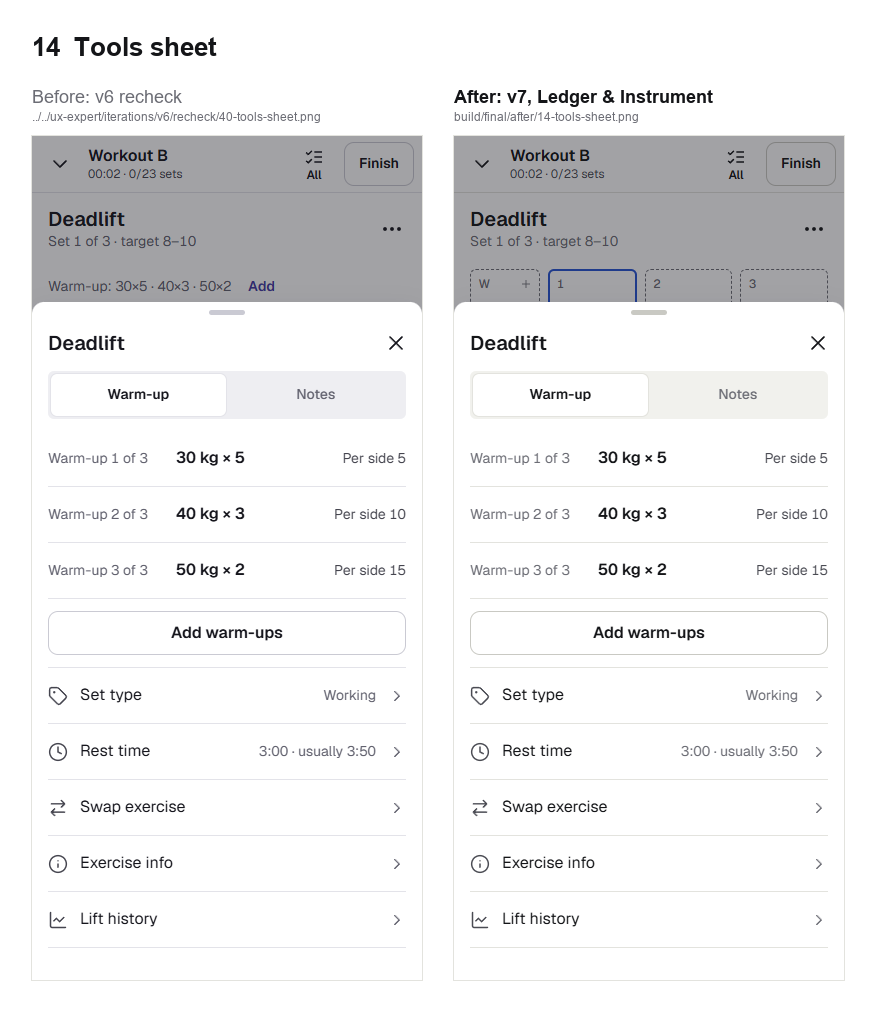 14 Tools sheet
Before: v6 recheck
../../ux-expert/iterations/v6/recheck/40-tools-sheet.png
Workout B
00:02 · 0/23 sets
All
Finish
Deadlift
Set 1 of 3 · target 8–10
Warm-up: 30×5 · 40×3 · 50×2 Add
Deadlift
Warm-up Notes
Warm-up 1 of 3 30 kg × 5 Per side 5
Warm-up 2 of 3 40 kg × 3 Per side 10
Warm-up 3 of 3 50 kg × 2 Per side 15
Add warm-ups
Set type Working
Rest time 3:00 · usually 3:50
Swap exercise
Exercise info
Lift history
After: v7, Ledger & Instrument
build/final/after/14-tools-sheet.png
Workout B
00:02 · 0/23 sets
All
Finish
Deadlift
Set 1 of 3 · target 8–10
W + 1 2 3
Deadlift
Warm-up Notes
Warm-up 1 of 3 30 kg × 5 Per side 5
Warm-up 2 of 3 40 kg × 3 Per side 10
Warm-up 3 of 3 50 kg × 2 Per side 15
Add warm-ups
Set type Working
Rest time 3:00 · usually 3:50
Swap exercise
Exercise info
Lift history